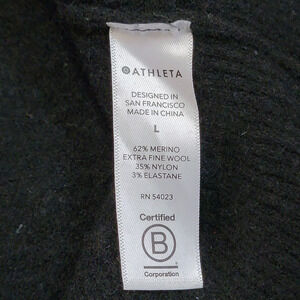 ATHLETA
DESIGNED IN
SAN FRANCISCO
MADE IN CHINA
L
62% MERINO
EXTRA FINE WOOL
35% NYLON
3% ELASTANE
RN 54023
Certified
B
Corporation